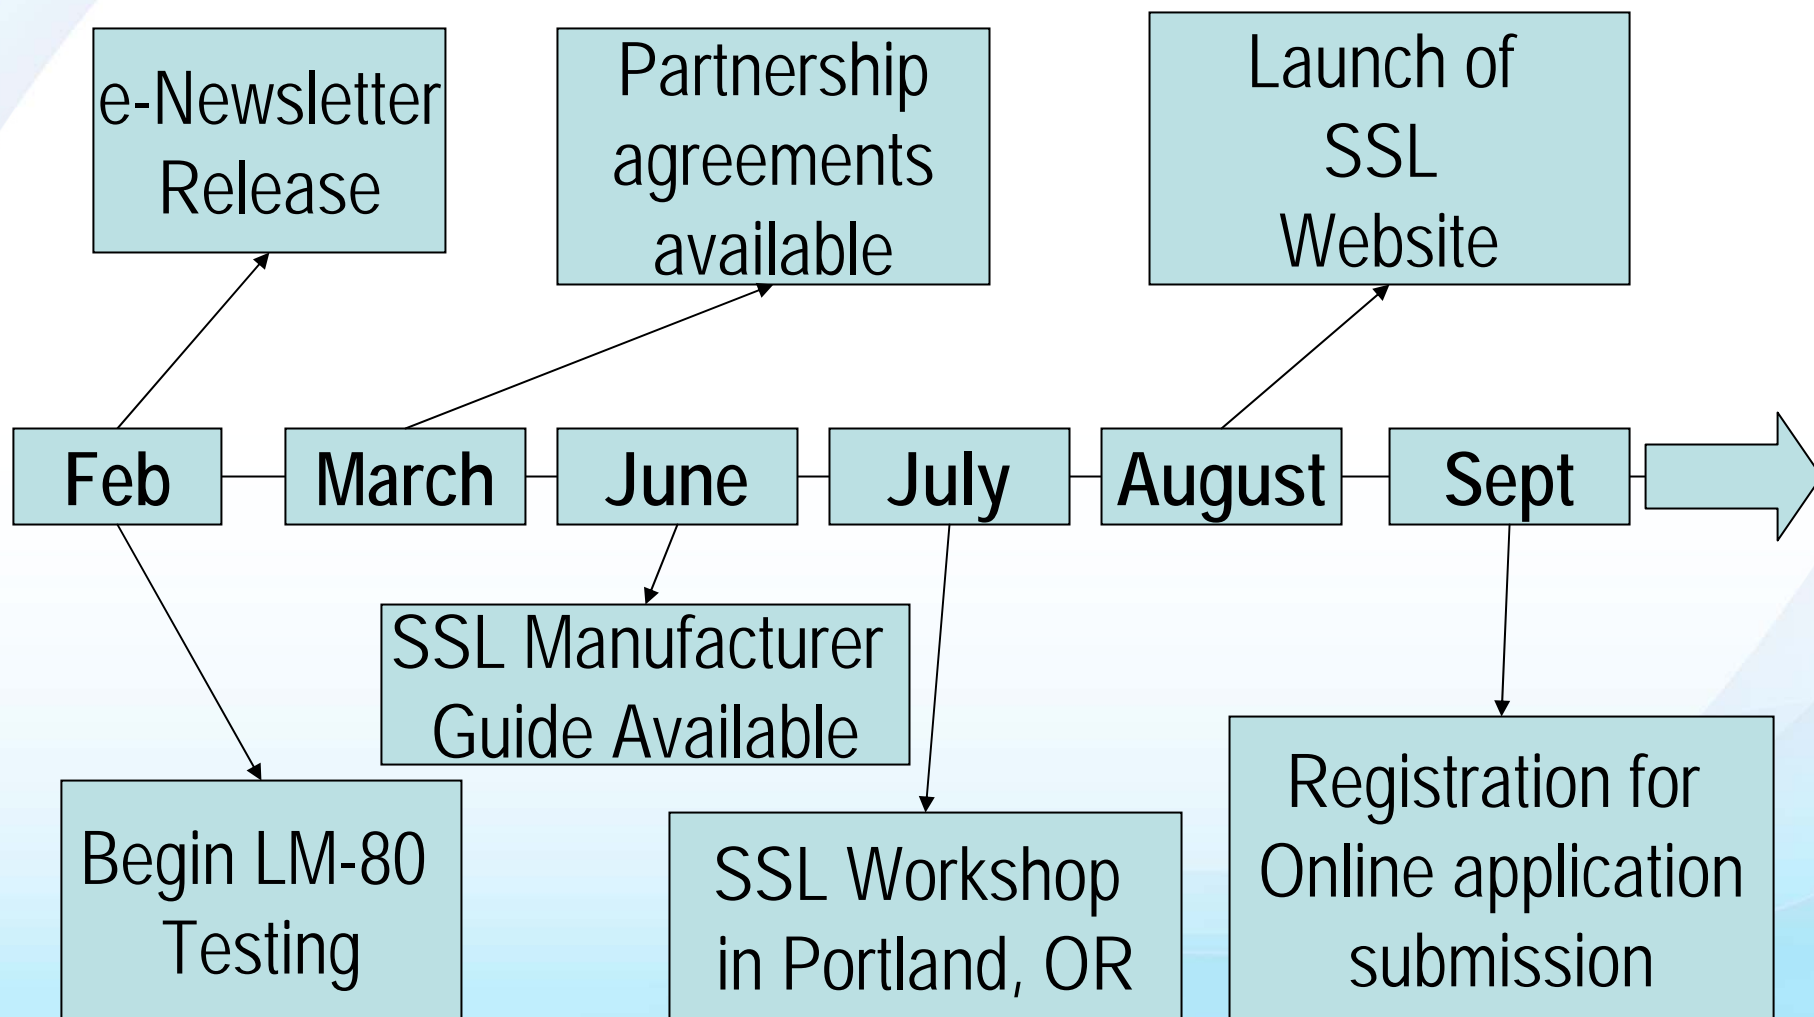 e-Newsletter
Release
Partnership
agreements
available
Launch of
SSL
Website
Feb
March
June
July
August
Sept
SSL Manufacturer
Guide Available
Begin LM-80
Testing
SSL Workshop
in Portland, OR
Registration for
Online application
submission